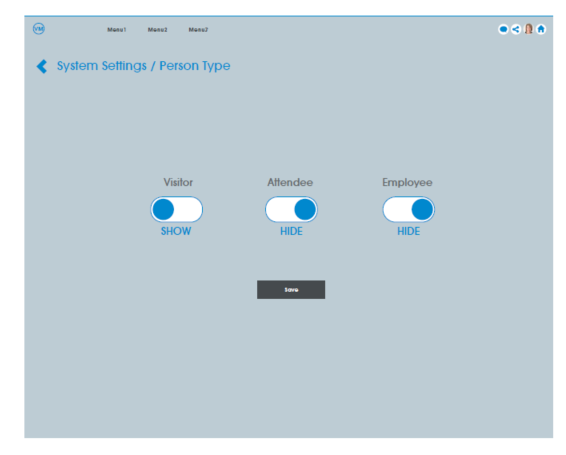 VM
Menu1 Menu2 Menu3
System Settings / Person Type
Visitor Attendee Employee
SHOW HIDE HIDE
Save